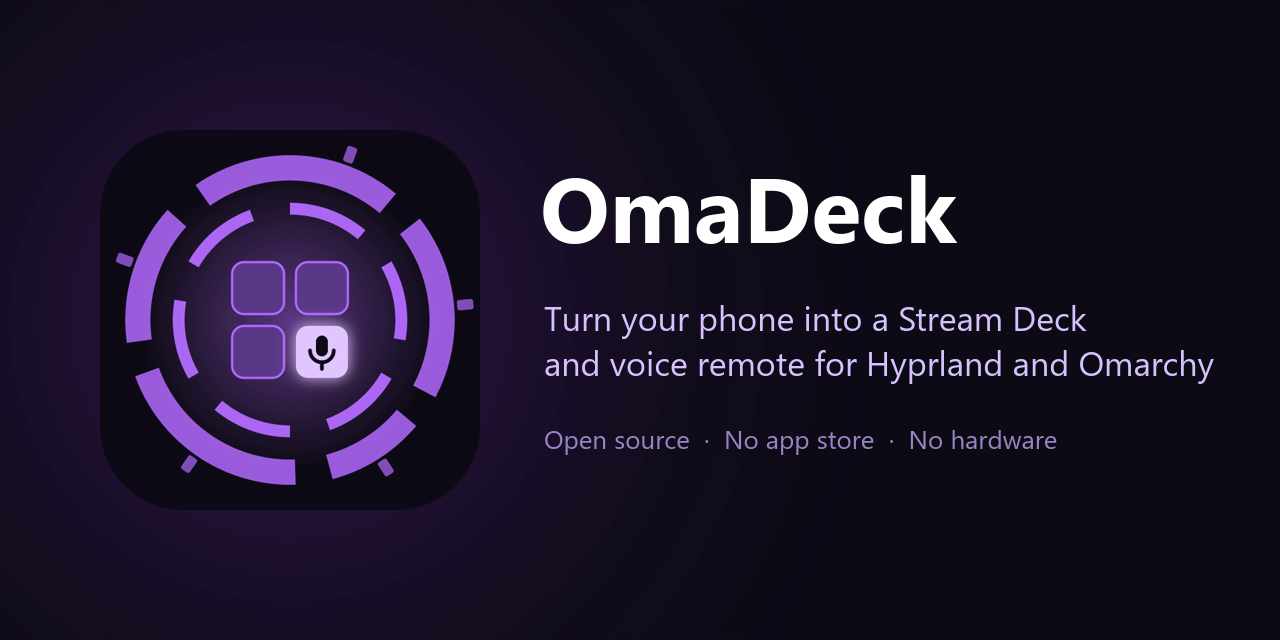 OmaDeck
Turn your phone into a Stream Deck
and voice remote for Hyprland and Omarchy
Open source · No app store · No hardware